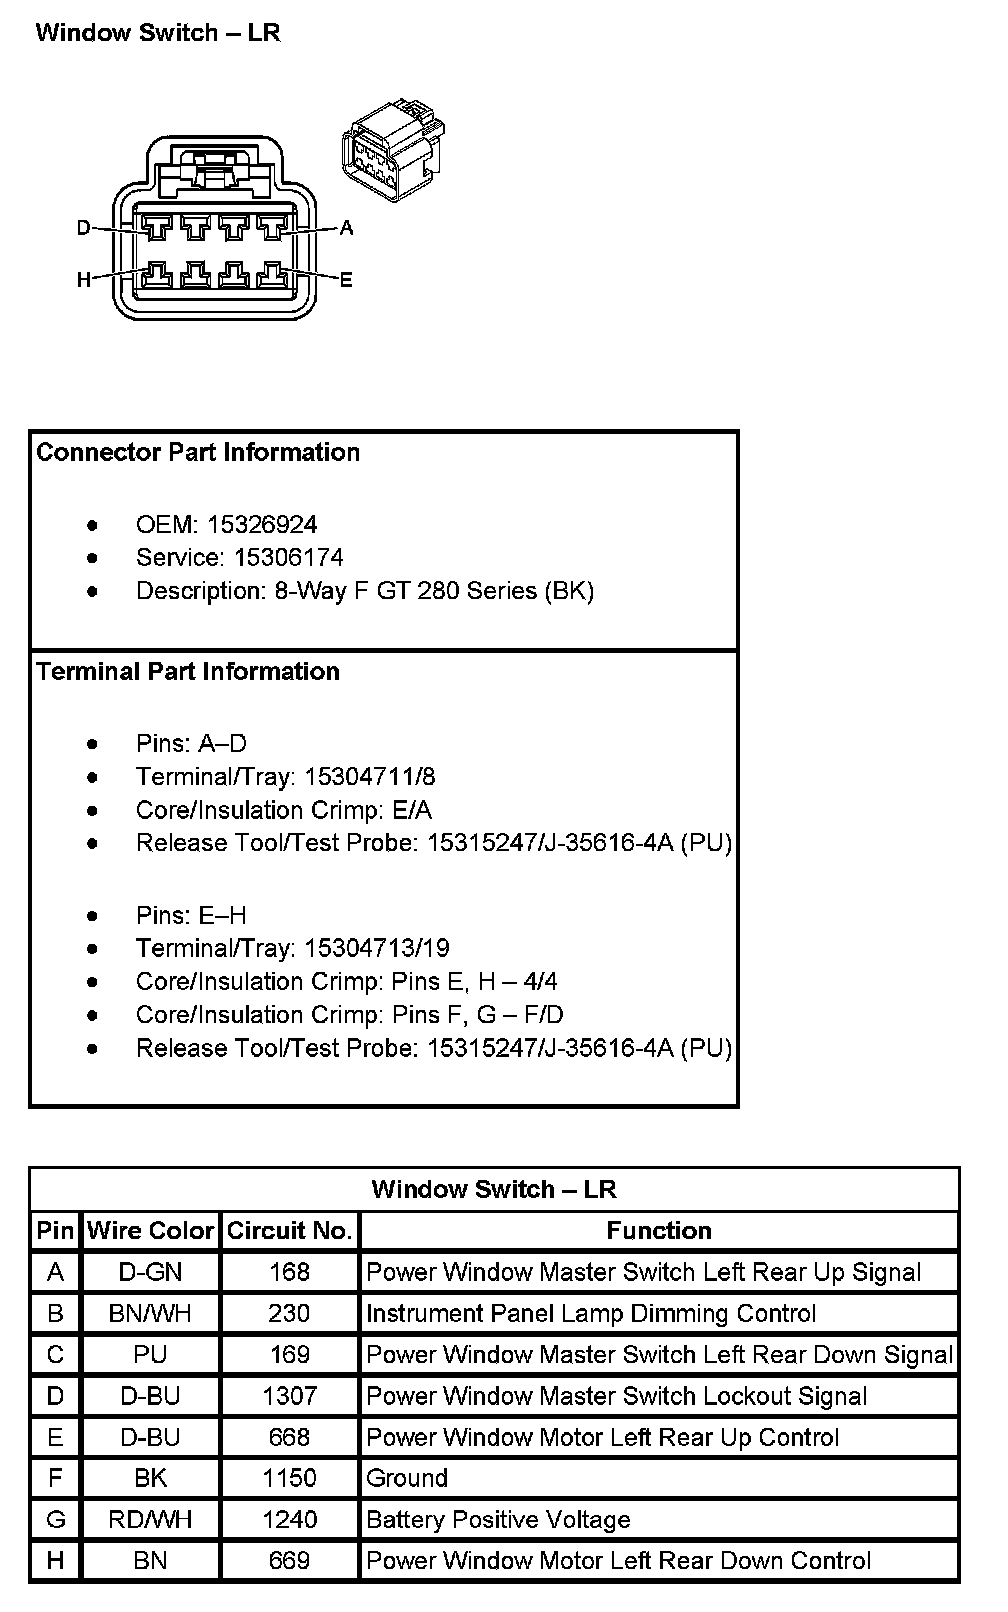 Window Switch – LR
D
A
H
E
Connector Part Information
● OEM: 15326924
● Service: 15306174
● Description: 8-Way F GT 280 Series (BK)
Terminal Part Information
● Pins: A–D
● Terminal/Tray: 15304711/8
● Core/Insulation Crimp: E/A
● Release Tool/Test Probe: 15315247/J-35616-4A (PU)
● Pins: E–H
● Terminal/Tray: 15304713/19
● Core/Insulation Crimp: Pins E, H – 4/4
● Core/Insulation Crimp: Pins F, G – F/D
● Release Tool/Test Probe: 15315247/J-35616-4A (PU)
Window Switch – LR
Pin Wire Color Circuit No. Function
A D-GN 168 Power Window Master Switch Left Rear Up Signal
B BN/WH 230 Instrument Panel Lamp Dimming Control
C PU 169 Power Window Master Switch Left Rear Down Signal
D D-BU 1307 Power Window Master Switch Lockout Signal
E D-BU 668 Power Window Motor Left Rear Up Control
F BK 1150 Ground
G RD/WH 1240 Battery Positive Voltage
H BN 669 Power Window Motor Left Rear Down Control